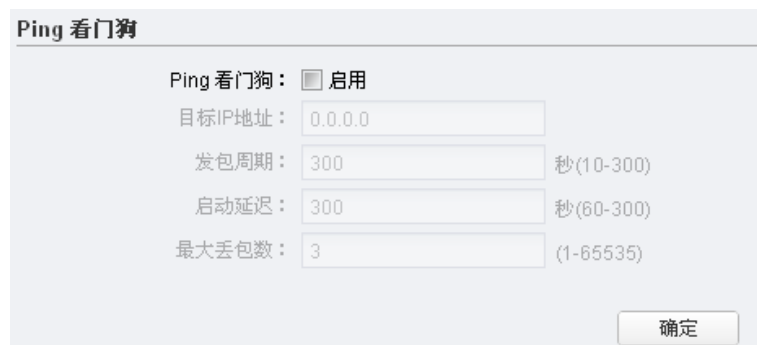 Ping 看门狗
Ping 看门狗： 启用
目标IP地址： 0.0.0.0
发包周期： 300 秒(10-300)
启动延迟： 300 秒(60-300)
最大丢包数： 3 (1-65535)
确定